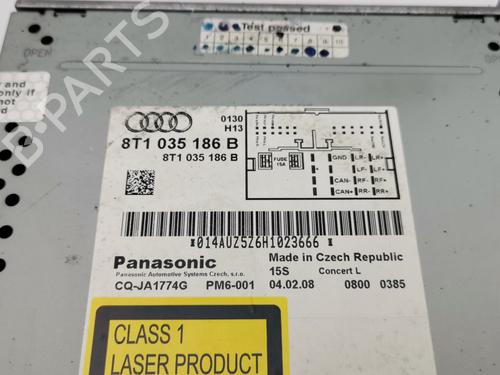 Test passed
OPEN
and
only if
not
0130
H13
8T1 035 186 B
8T1 035 186 B
FUSE
15A
GND LR- LR+
+ LF- LF+
CAN- RF- RF+
CAN+ RR- RR+
*014AUZ5Z6H1023666*
Panasonic
Panasonic Automotive Systems Czech, s.r.o.
CQ-JA1774G PM6-001
Made in Czech Republic
15S Concert L
04.02.08 0800 0385
CLASS 1
LASER PRODUCT
B-PARTS